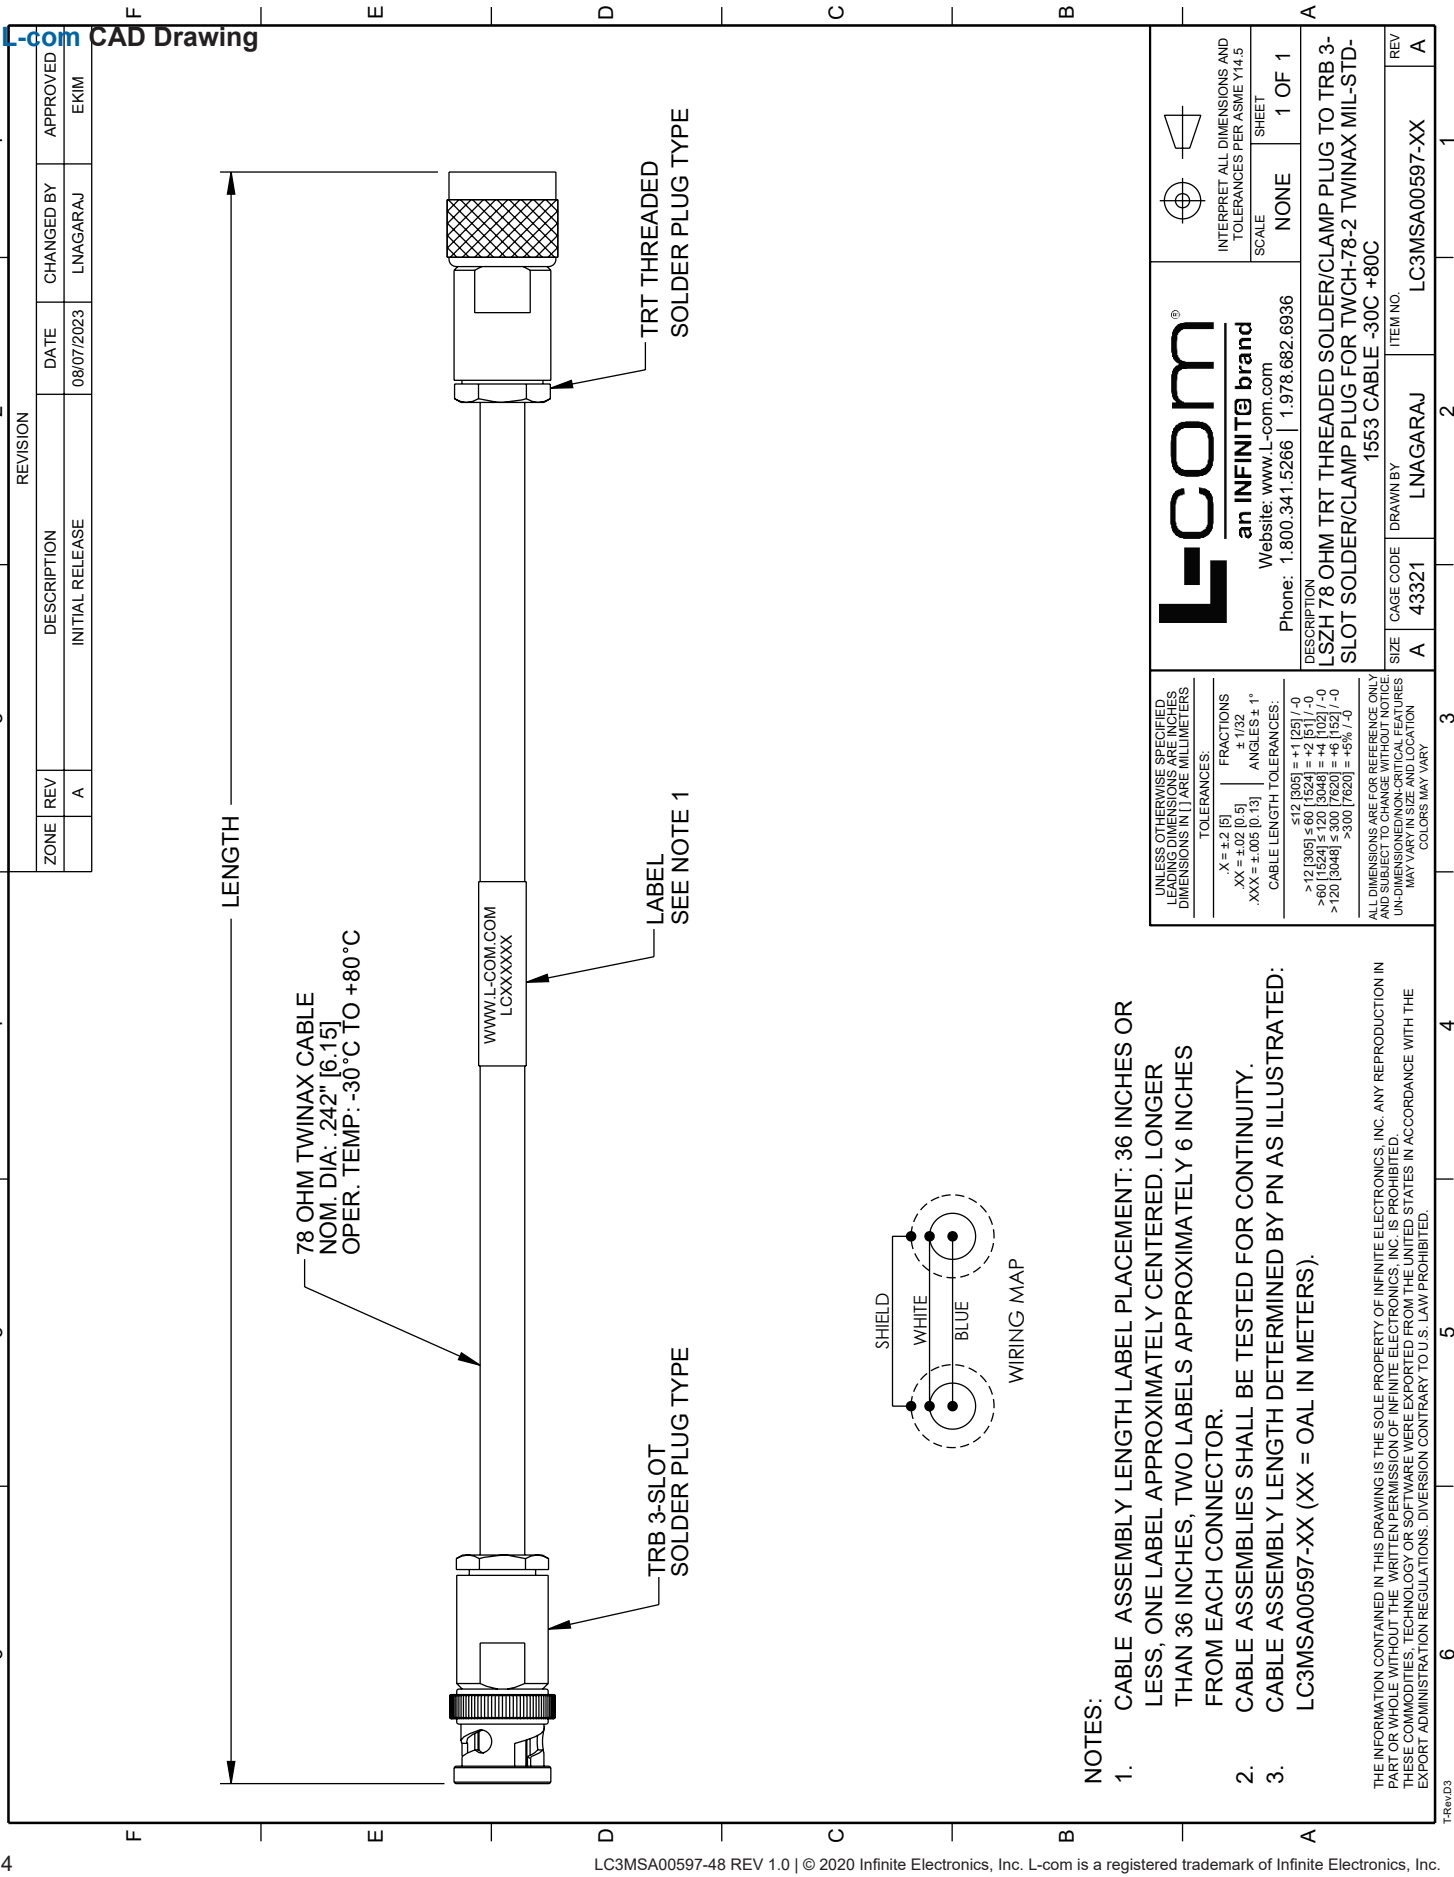 L-com CAD Drawing
REVISION
ZONE REV DESCRIPTION DATE CHANGED BY APPROVED
A INITIAL RELEASE 08/07/2023 LNAGARAJ EKIM
LENGTH
78 OHM TWINAX CABLE
NOM. DIA: .242" [6.15]
OPER. TEMP: -30°C TO +80°C
WWW.L-COM.COM
LCXXXXXX
TRB 3-SLOT
SOLDER PLUG TYPE
LABEL
SEE NOTE 1
TRT THREADED
SOLDER PLUG TYPE
SHIELD
WHITE
BLUE
WIRING MAP
NOTES:
1. CABLE ASSEMBLY LENGTH LABEL PLACEMENT: 36 INCHES OR
LESS, ONE LABEL APPROXIMATELY CENTERED. LONGER
THAN 36 INCHES, TWO LABELS APPROXIMATELY 6 INCHES
FROM EACH CONNECTOR.
2. CABLE ASSEMBLIES SHALL BE TESTED FOR CONTINUITY.
3. CABLE ASSEMBLY LENGTH DETERMINED BY PN AS ILLUSTRATED:
LC3MSA00597-XX (XX = OAL IN METERS).
THE INFORMATION CONTAINED IN THIS DRAWING IS THE SOLE PROPERTY OF INFINITE ELECTRONICS, INC. ANY REPRODUCTION IN
PART OR WHOLE WITHOUT THE WRITTEN PERMISSION OF INFINITE ELECTRONICS, INC. IS PROHIBITED.
THESE COMMODITIES, TECHNOLOGY OR SOFTWARE WERE EXPORTED FROM THE UNITED STATES IN ACCORDANCE WITH THE
EXPORT ADMINISTRATION REGULATIONS. DIVERSION CONTRARY TO U.S. LAW PROHIBITED.
UNLESS OTHERWISE SPECIFIED
LEADING DIMENSIONS ARE INCHES
DIMENSIONS IN [ ] ARE MILLIMETERS
TOLERANCES:
.X = ±.2 [5] FRACTIONS
.XX = ±.02 [0.5] ± 1/32
.XXX = ±.005 [0.13] ANGLES ± 1°
CABLE LENGTH TOLERANCES:
≤12 [305] = +1 [25] / -0
>12 [305] ≤ 60 [1524] = +2 [51] / -0
>60 [1524] ≤ 120 [3048] = +4 [102] / -0
>120 [3048] ≤ 300 [7620] = +6 [152] / -0
>300 [7620] = +5% / -0
ALL DIMENSIONS ARE FOR REFERENCE ONLY
AND SUBJECT TO CHANGE WITHOUT NOTICE.
UN-DIMENSIONED/NON-CRITICAL FEATURES
MAY VARY IN SIZE AND LOCATION
COLORS MAY VARY
L-com®
an INFINITe brand
Website: www.L-com.com
Phone: 1.800.341.5266 | 1.978.682.6936
INTERPRET ALL DIMENSIONS AND
TOLERANCES PER ASME Y14.5
SCALE SHEET
NONE 1 OF 1
DESCRIPTION
LSZH 78 OHM TRT THREADED SOLDER/CLAMP PLUG TO TRB 3-
SLOT SOLDER/CLAMP PLUG FOR TWCH-78-2 TWINAX MIL-STD-
1553 CABLE -30C +80C
SIZE CAGE CODE DRAWN BY ITEM NO. REV
A 43321 LNAGARAJ LC3MSA00597-XX A
F E D C B A
F E D C B A
6 5 4 3 2 1
T-Rev.D3
4
LC3MSA00597-48 REV 1.0 | © 2020 Infinite Electronics, Inc. L-com is a registered trademark of Infinite Electronics, Inc.